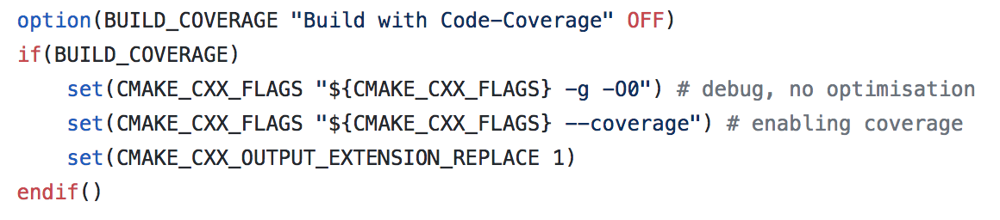 option(BUILD_COVERAGE "Build with Code-Coverage" OFF)
if(BUILD_COVERAGE)
    set(CMAKE_CXX_FLAGS "${CMAKE_CXX_FLAGS} -g -O0") # debug, no optimisation
    set(CMAKE_CXX_FLAGS "${CMAKE_CXX_FLAGS} --coverage") # enabling coverage
    set(CMAKE_CXX_OUTPUT_EXTENSION_REPLACE 1)
endif()